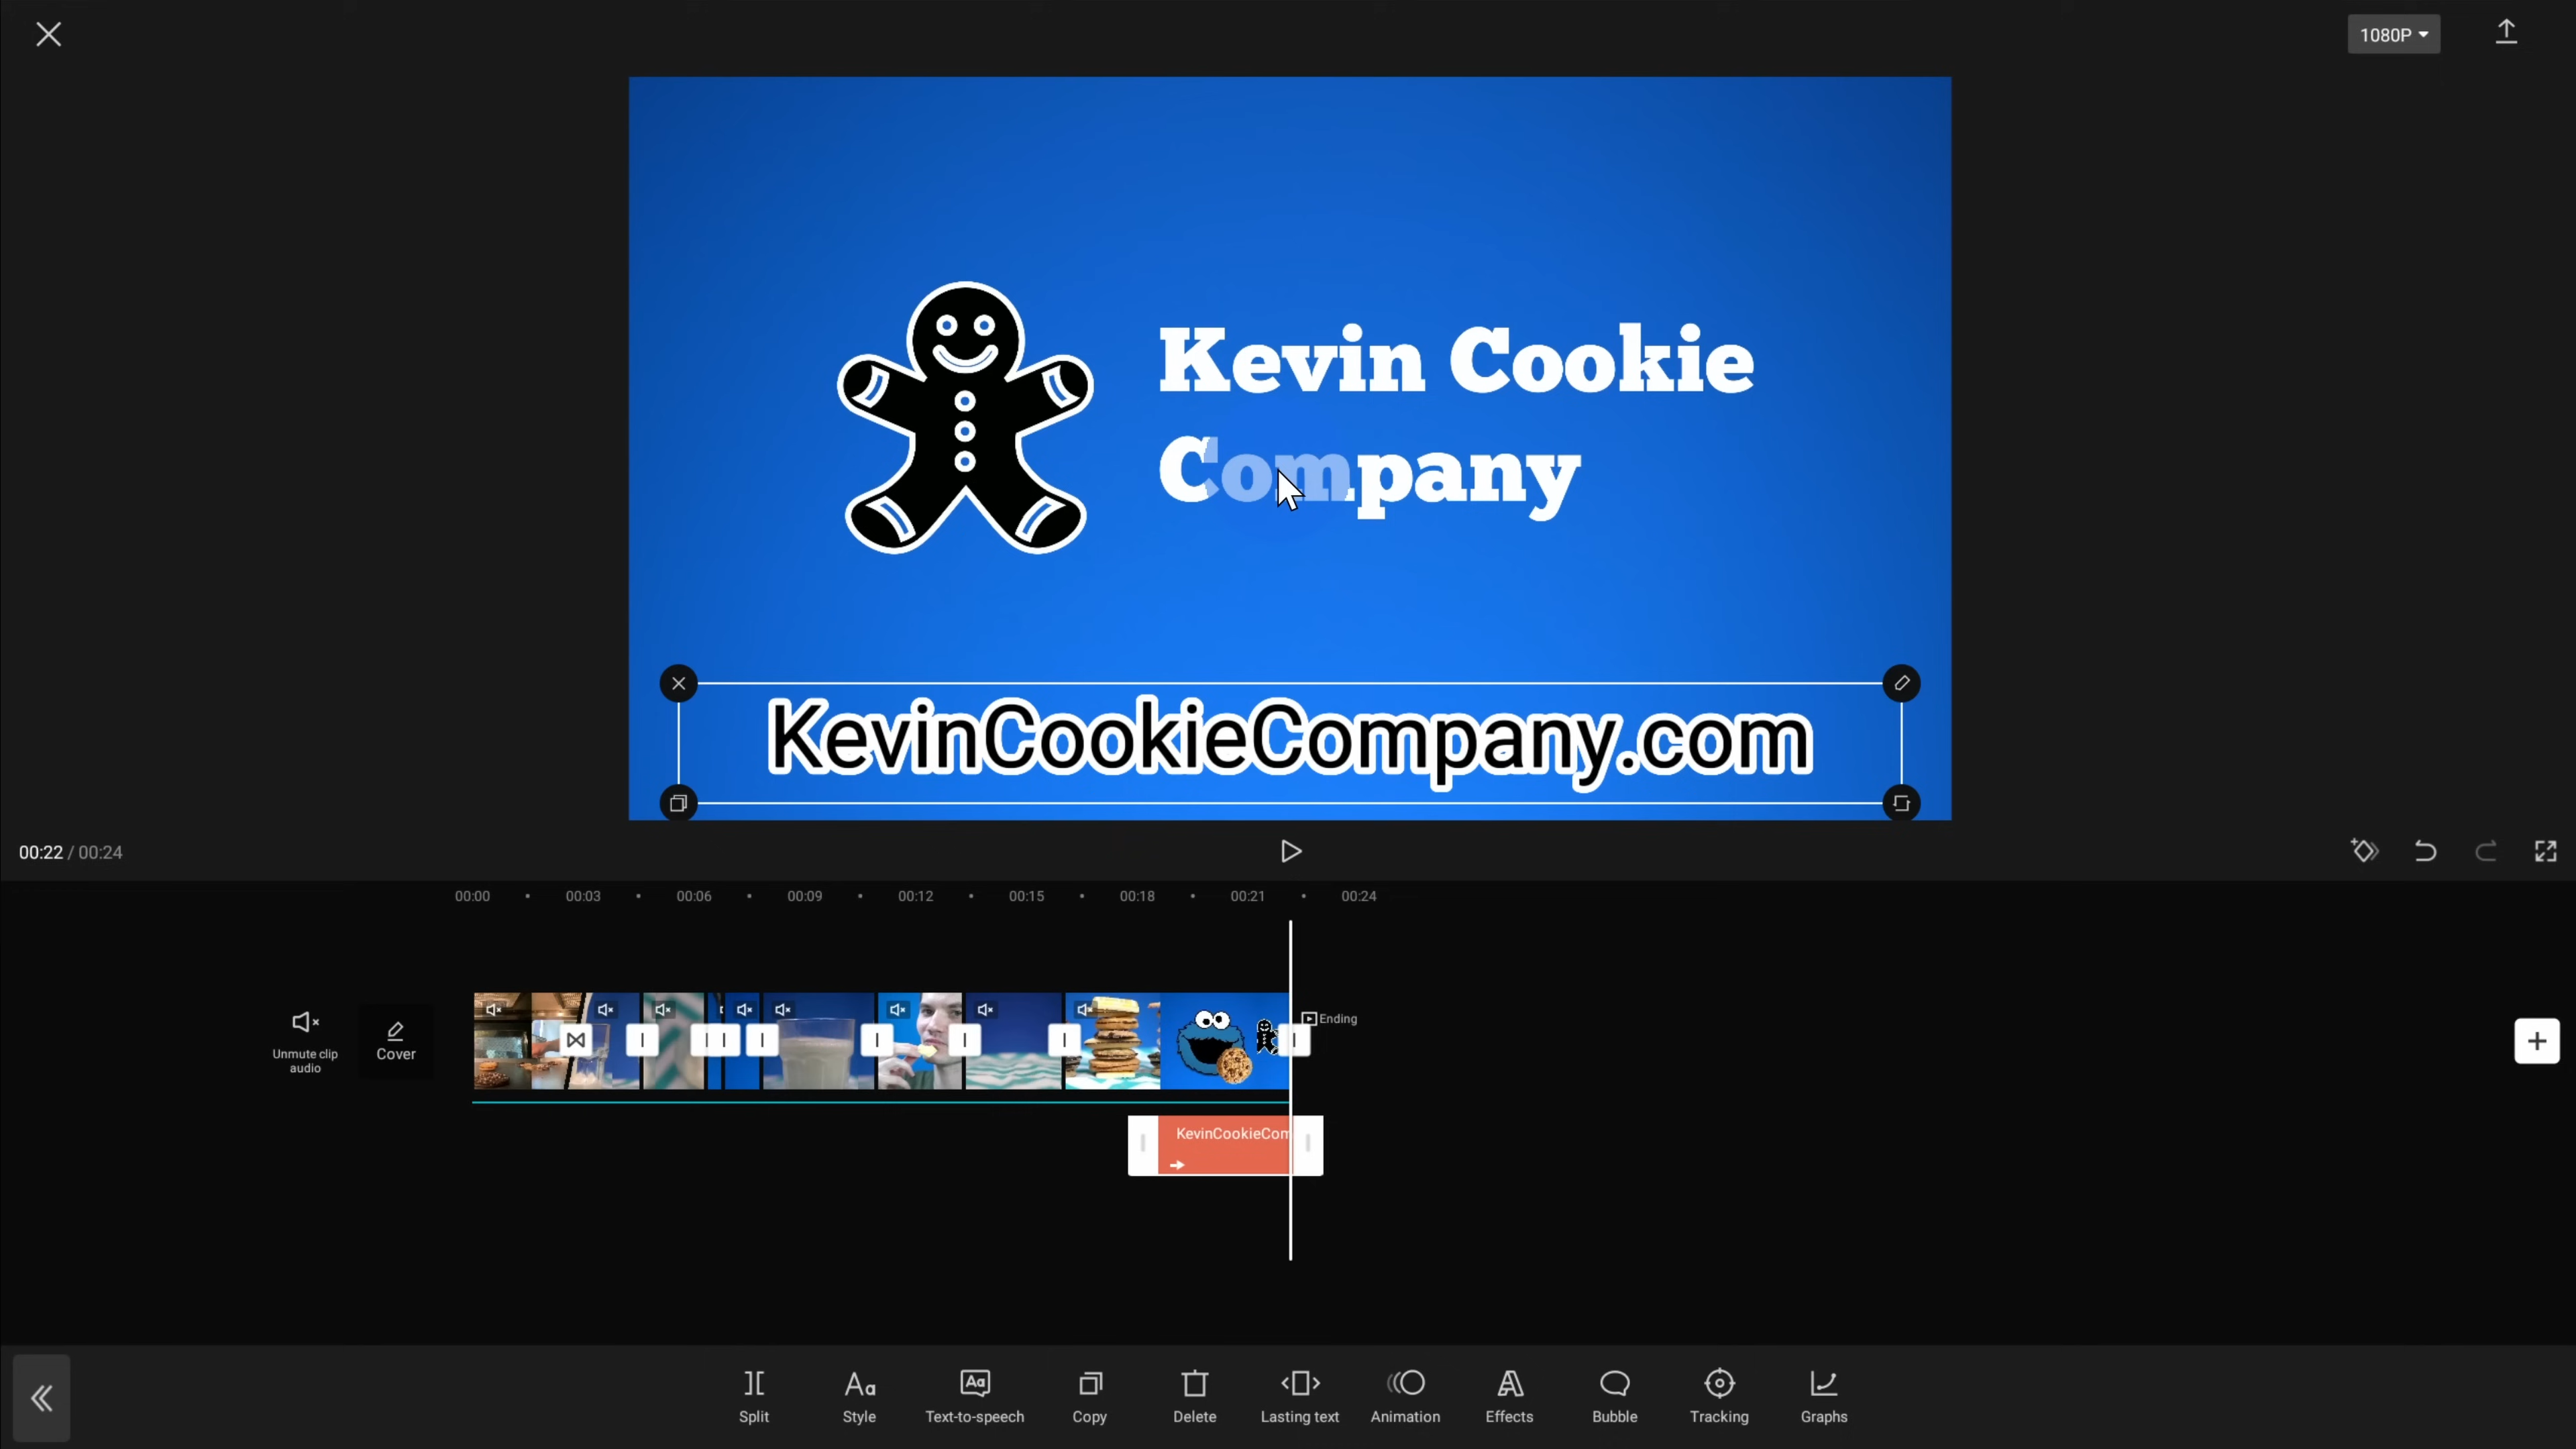 1080P
Kevin Cookie
Company
KevinCookieCompany.com
00:22 / 00:24
00:00 00:03 00:06 00:09 00:12 00:15 00:18 00:21 00:24
Ending
Unmute clip
audio
Cover
KevinCookieCom
Aa Aa
Split Style Text-to-speech Copy Delete Lasting text Animation Effects Bubble Tracking Graphs